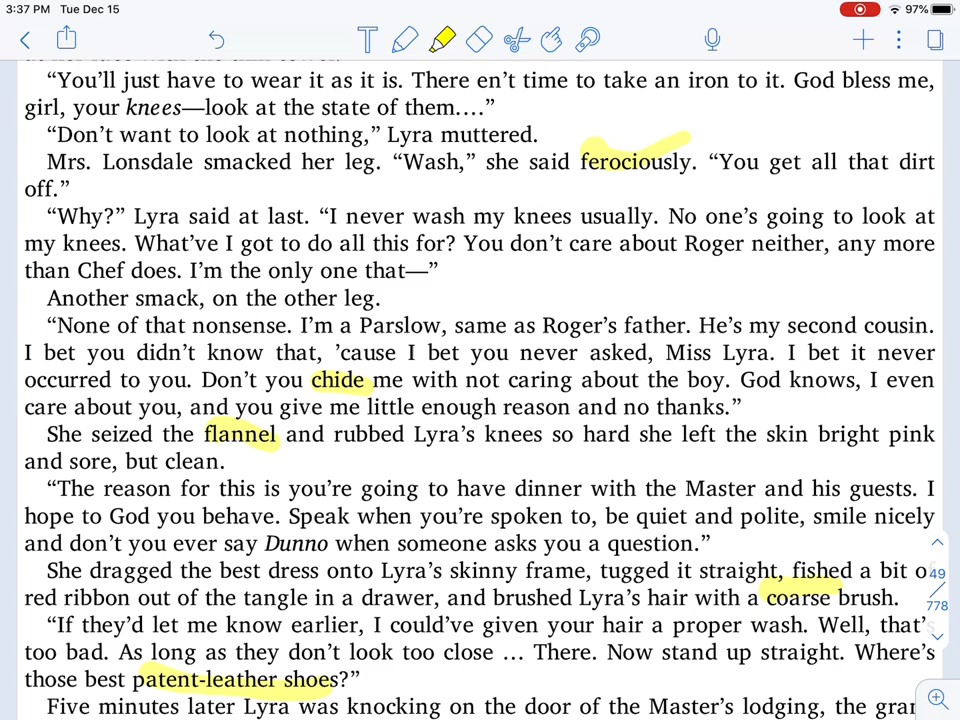 3:37 PM Tue Dec 15
97%
“You’ll just have to wear it as it is. There en’t time to take an iron to it. God bless me,
girl, your knees—look at the state of them....”
“Don’t want to look at nothing,” Lyra muttered.
Mrs. Lonsdale smacked her leg. “Wash,” she said ferociously. “You get all that dirt
off.”
“Why?” Lyra said at last. “I never wash my knees usually. No one’s going to look at
my knees. What’ve I got to do all this for? You don’t care about Roger neither, any more
than Chef does. I’m the only one that—”
Another smack, on the other leg.
“None of that nonsense. I’m a Parslow, same as Roger’s father. He’s my second cousin.
I bet you didn’t know that, ’cause I bet you never asked, Miss Lyra. I bet it never
occurred to you. Don’t you chide me with not caring about the boy. God knows, I even
care about you, and you give me little enough reason and no thanks.”
She seized the flannel and rubbed Lyra’s knees so hard she left the skin bright pink
and sore, but clean.
“The reason for this is you’re going to have dinner with the Master and his guests. I
hope to God you behave. Speak when you’re spoken to, be quiet and polite, smile nicely
and don’t you ever say Dunno when someone asks you a question.”
She dragged the best dress onto Lyra’s skinny frame, tugged it straight, fished a bit of
49
red ribbon out of the tangle in a drawer, and brushed Lyra’s hair with a coarse brush.
778
“If they’d let me know earlier, I could’ve given your hair a proper wash. Well, that’s
too bad. As long as they don’t look too close … There. Now stand up straight. Where’s
those best patent-leather shoes?”
Five minutes later Lyra was knocking on the door of the Master’s lodging, the